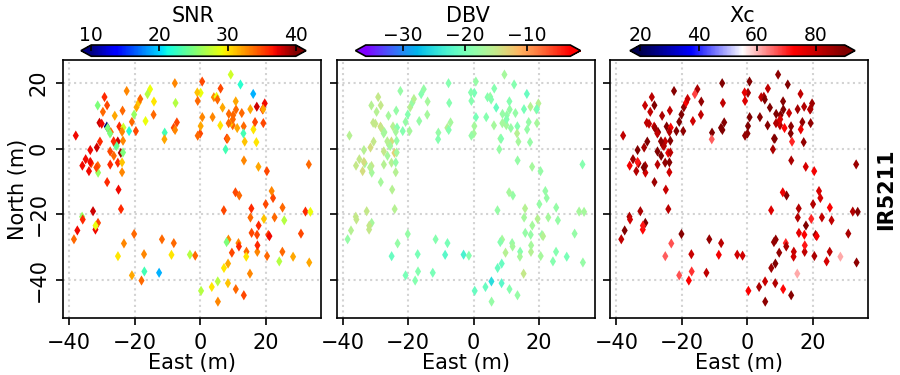 SNR DBV Xc
10 20 30 40 −30 −20 −10 20 40 60 80
20
0
−20
−40
North (m)
IR5211
−40 −20 0 20 −40 −20 0 20 −40 −20 0 20
East (m) East (m) East (m)